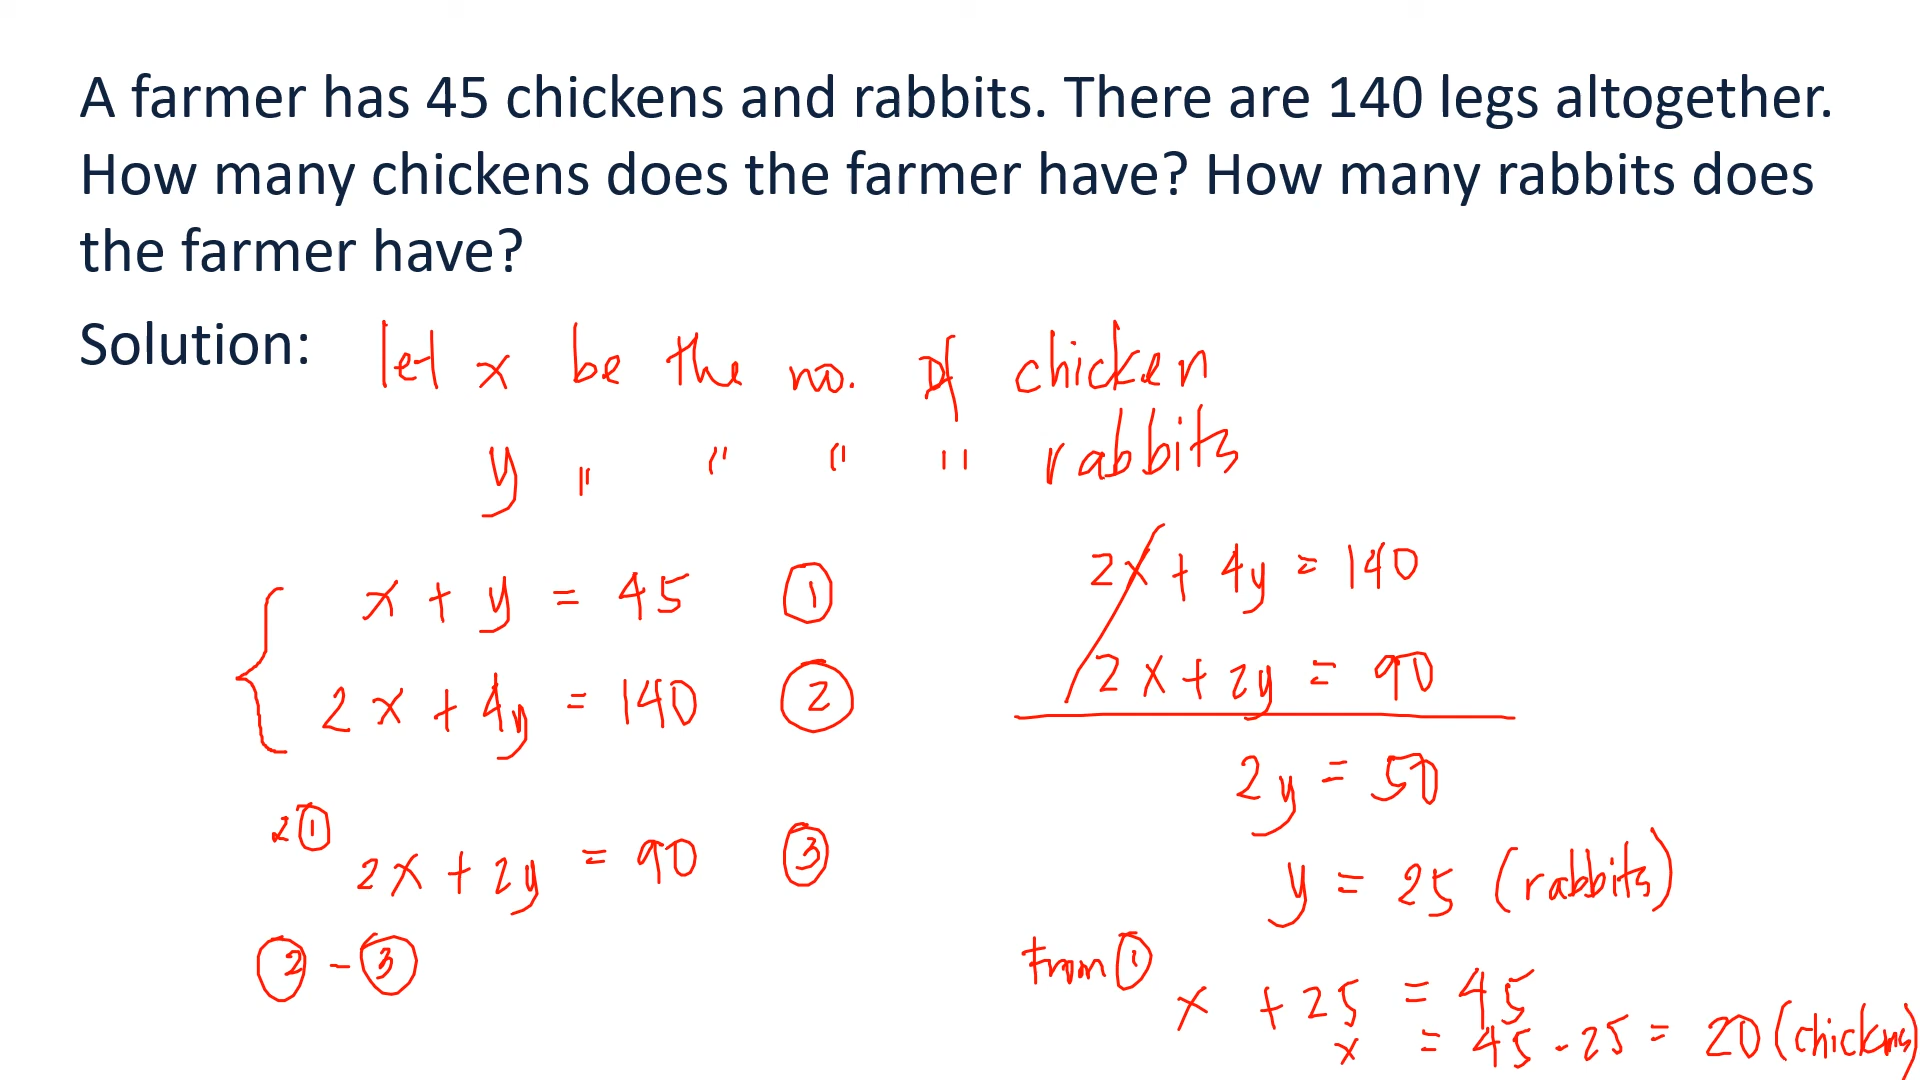 A farmer has 45 chickens and rabbits. There are 140 legs altogether.
How many chickens does the farmer have? How many rabbits does
the farmer have?
Solution: let x be the no. of chicken
y " " " " rabbits
x + y = 45 ①
2x + 4y = 140 ②
2① 2x + 2y = 90 ③
② - ③
2x + 4y = 140
2x + 2y = 90
2y = 50
y = 25 (rabbits)
from ① x + 25 = 45
x = 45 - 25 = 20 (chickens)